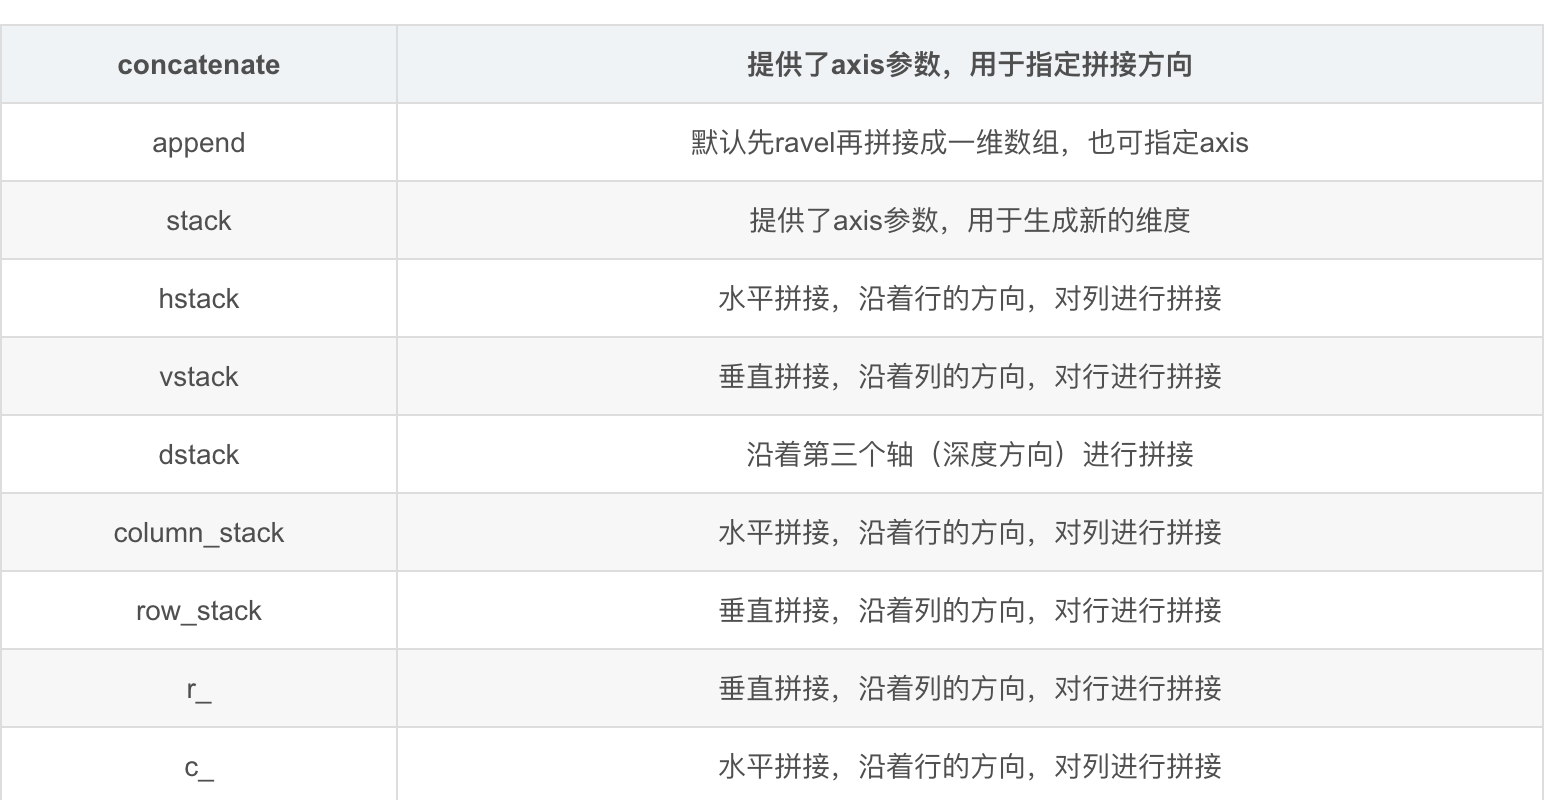 concatenate 提供了axis参数，用于指定拼接方向
append 默认先ravel再拼接成一维数组，也可指定axis
stack 提供了axis参数，用于生成新的维度
hstack 水平拼接，沿着行的方向，对列进行拼接
vstack 垂直拼接，沿着列的方向，对行进行拼接
dstack 沿着第三个轴（深度方向）进行拼接
column_stack 水平拼接，沿着行的方向，对列进行拼接
row_stack 垂直拼接，沿着列的方向，对行进行拼接
r_ 垂直拼接，沿着列的方向，对行进行拼接
c_ 水平拼接，沿着行的方向，对列进行拼接